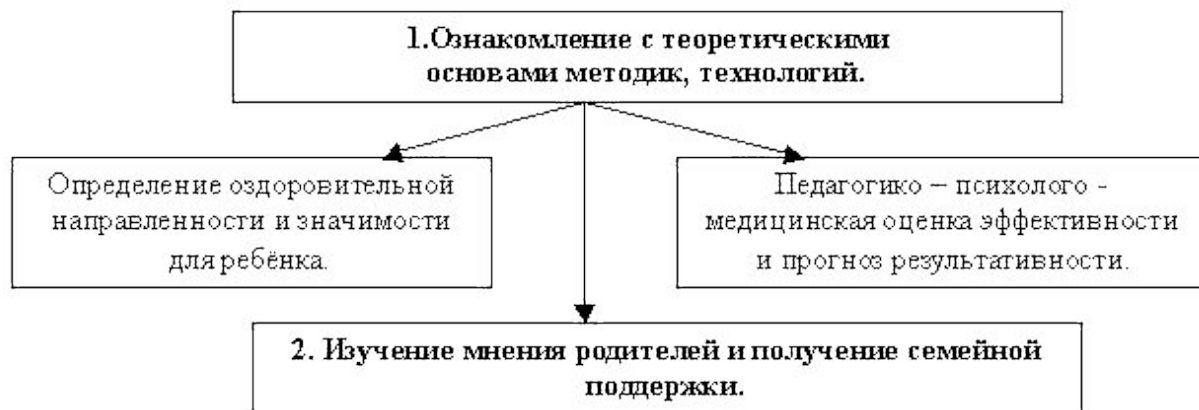 1.Ознакомление с теоретическими
основами методик, технологий.
Определение оздоровительной
направленности и значимости
для ребёнка.
Педагогико – психолого -
медицинская оценка эффективности
и прогноз результативности.
2. Изучение мнения родителей и получение семейной
поддержки.